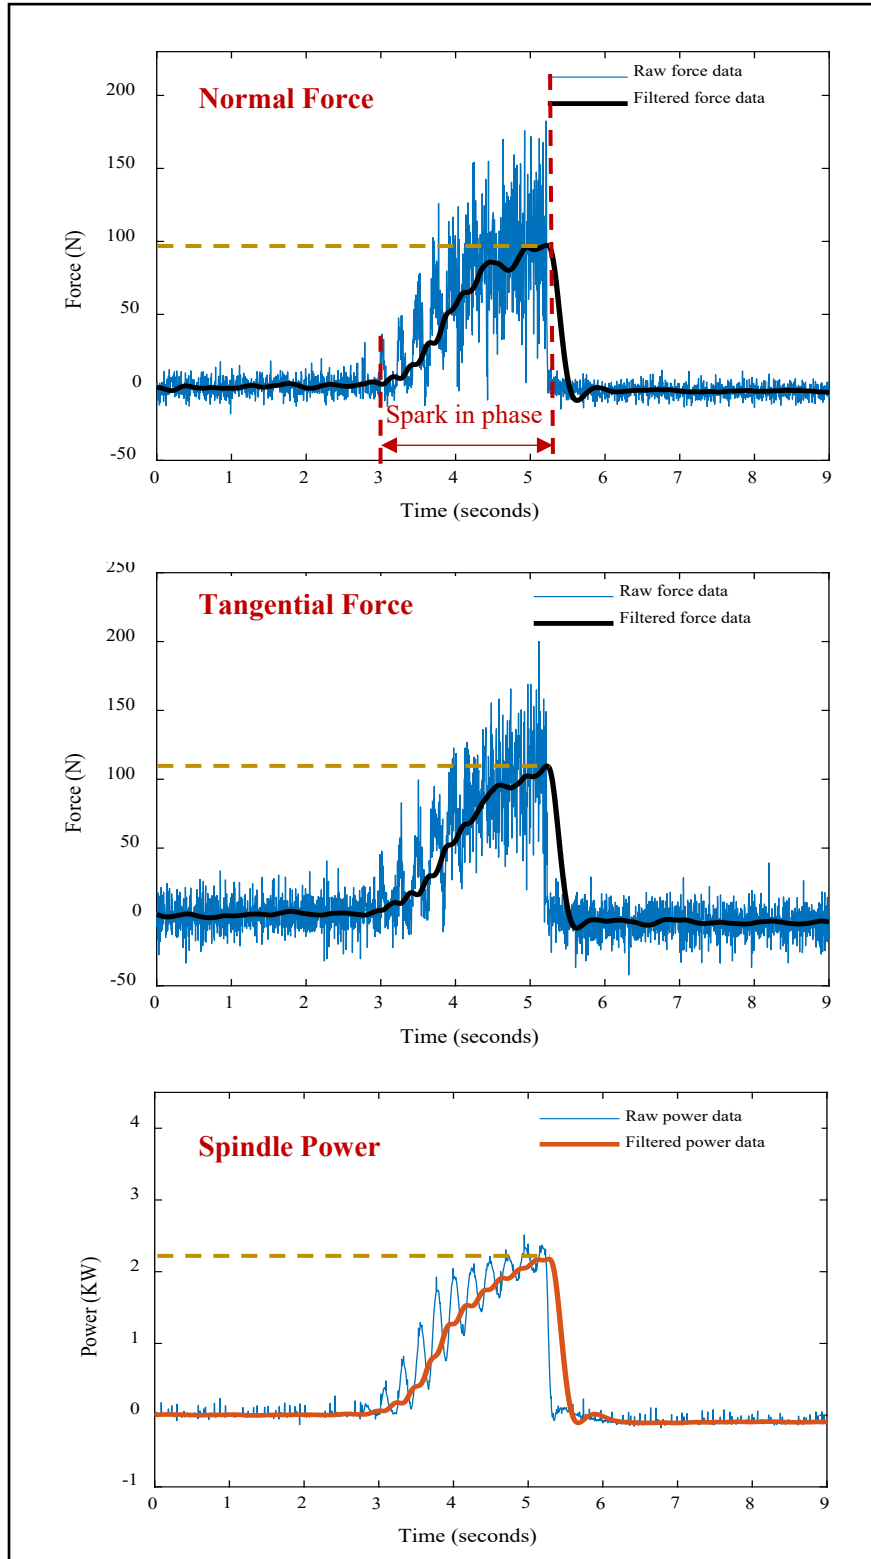 Normal Force
Raw force data
Filtered force data
200
150
100
50
0
-50
Force (N)
Spark in phase
0 1 2 3 4 5 6 7 8 9
Time (seconds)
Tangential Force
Raw force data
Filtered force data
250
200
150
100
50
0
-50
Force (N)
0 1 2 3 4 5 6 7 8 9
Time (seconds)
Spindle Power
Raw power data
Filtered power data
4
3
2
1
0
-1
Power (KW)
0 1 2 3 4 5 6 7 8 9
Time (seconds)